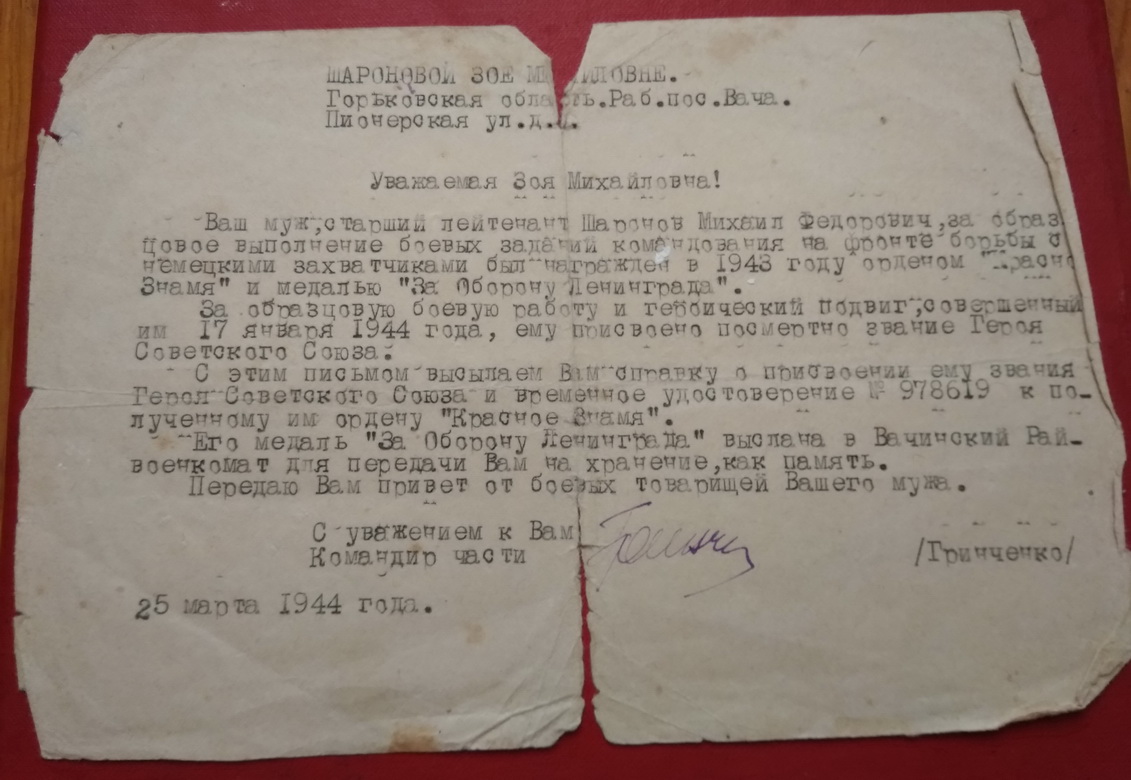 ШАРОНОВОЙ ЗОЕ МИХАЙЛОВНЕ.
Горьковская область.Раб.пос.Вача.
Пионерская ул.д.
Уважаемая Зоя Михайловна!
Ваш муж,старший лейтенант Шаронов Михаил Федорович,за образ
цовое выполнение боевых заданий командования на фронте борьбы с
немецкими захватчиками был награжден в 1943 году орденом "Красно
Знамя" и медалью "За Оборону Ленинграда".
За образцовую боевую работу и героический подвиг,совершенный
им 17 января 1944 года, ему присвоено посмертно звание Героя
Советского Союза.
С этим письмом высылаем Вам справку о присвоении ему звания
Героя Советского Союза и временное удостоверение № 978619 к по-
лученному им ордену "Красное Знамя".
Его медаль "За Оборону Ленинграда" выслана в Вачинский Рай-
военкомат для передачи Вам на хранение,как память.
Передаю Вам привет от боевых товарищей Вашего мужа.
С уважением к Вам
Командир части /Гринченко/
25 марта 1944 года.